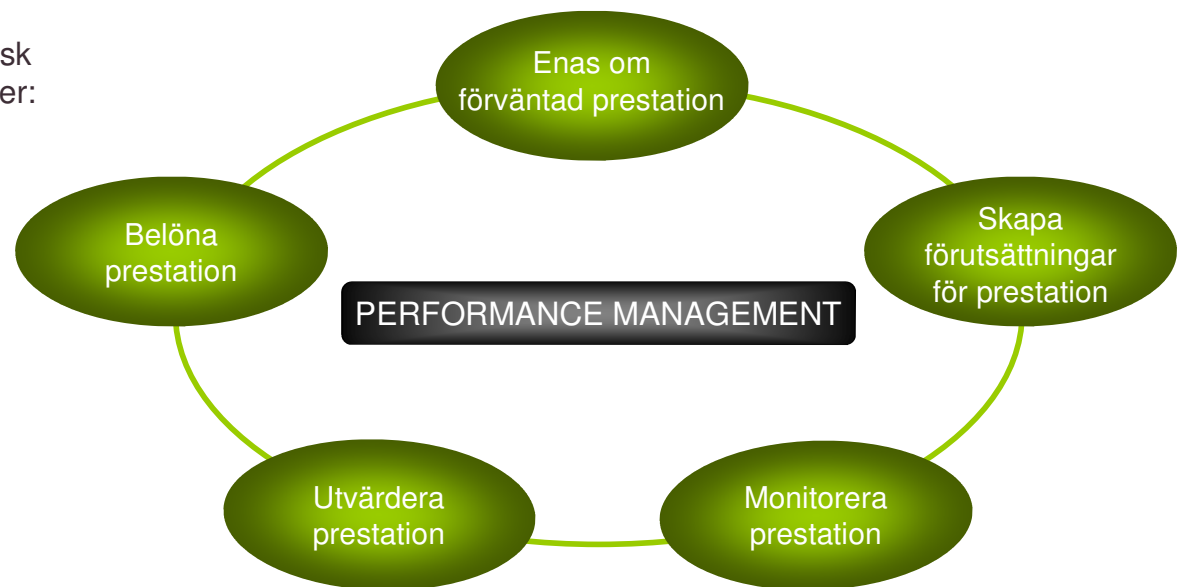 sk
er:
Enas om
förväntad prestation
Skapa
förutsättningar
för prestation
Belöna
prestation
PERFORMANCE MANAGEMENT
Utvärdera
prestation
Monitorera
prestation